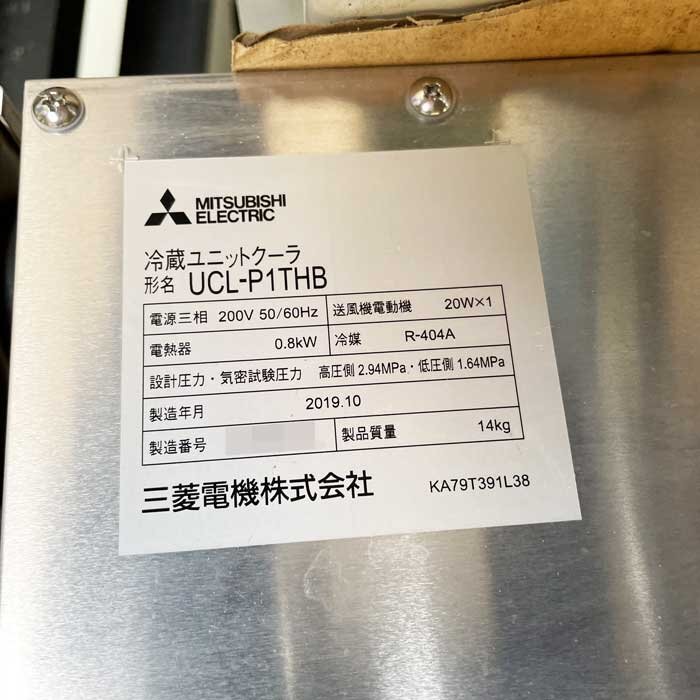 MITSUBISHI
ELECTRIC
冷蔵ユニットクーラ
形名 UCL-P1THB
電源三相 200V 50/60Hz 送風機電動機 20W×1
電熱器 0.8kW 冷媒 R-404A
設計圧力・気密試験圧力 高圧側 2.94MPa・低圧側 1.64MPa
製造年月 2019.10
製造番号 製品質量 14kg
三菱電機株式会社 KA79T391L38